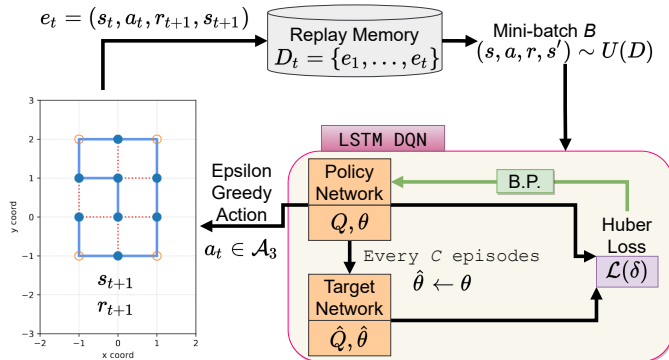 e_t = (s_t, a_t, r_{t+1}, s_{t+1})
Replay Memory
D_t = {e_1, . . . , e_t}
Mini-batch B
(s, a, r, s′) ∼ U(D)
LSTM DQN
Policy
Network
Q, θ
B.P.
Epsilon
Greedy
Action
a_t ∈ 𝒜_3
Huber
Loss
ℒ(δ)
Every C episodes
θ̂ ← θ
Target
Network
Q̂, θ̂
3
2
1
0
−1
−2
−3
y coord
s_{t+1}
r_{t+1}
−2
−1
0
1
2
x coord